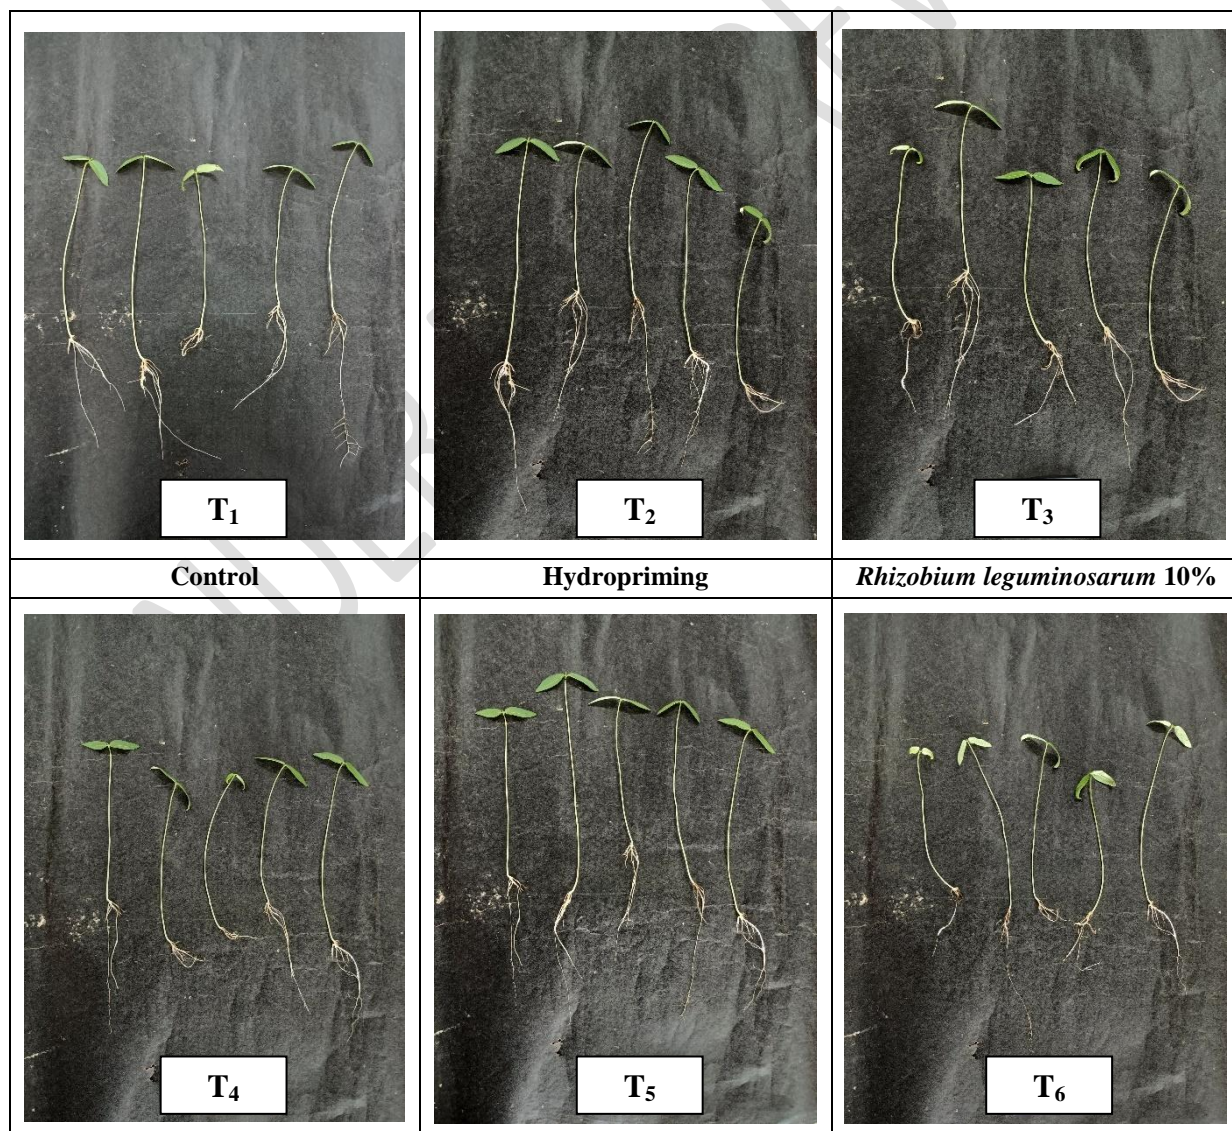 T₁ T₂ T₃
Control Hydropriming Rhizobium leguminosarum 10%
T₄ T₅ T₆